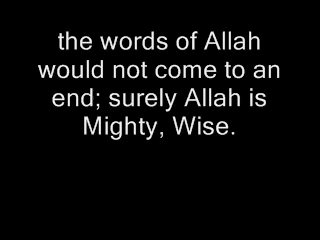 the words of Allah
would not come to an
end; surely Allah is
Mighty, Wise.